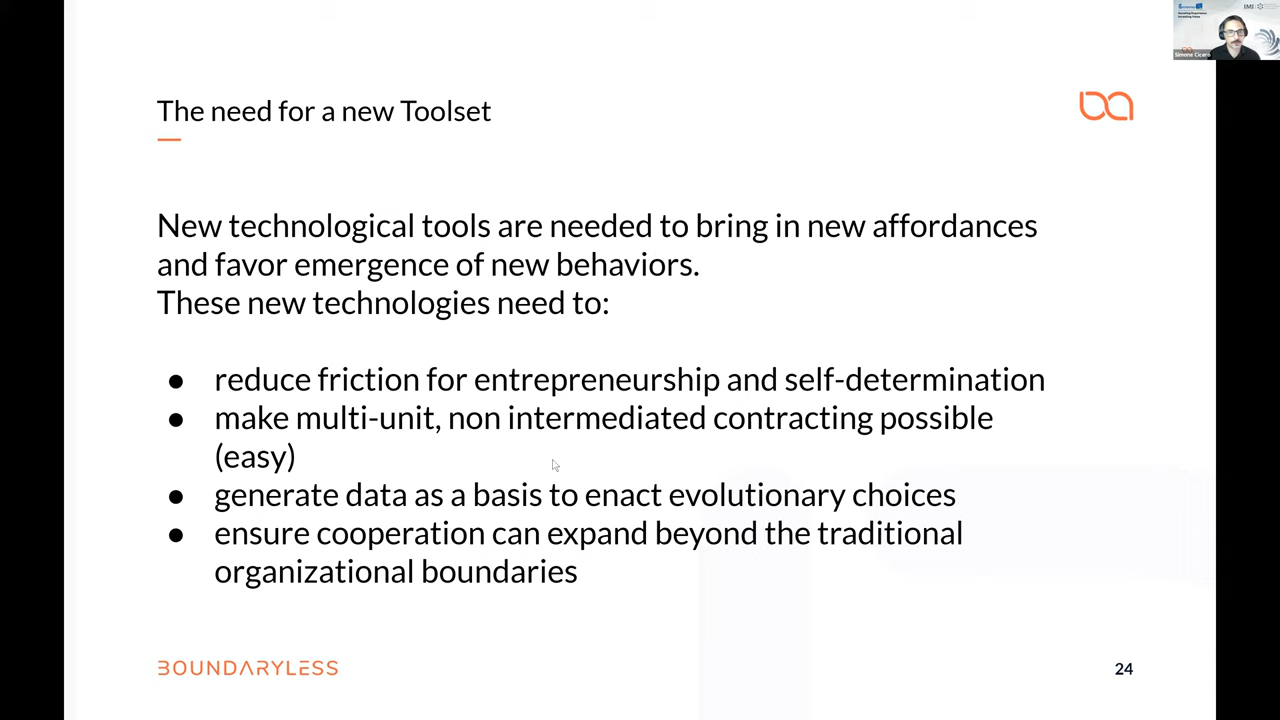 The need for a new Toolset
New technological tools are needed to bring in new affordances
and favor emergence of new behaviors.
These new technologies need to:
● reduce friction for entrepreneurship and self-determination
● make multi-unit, non intermediated contracting possible
(easy)
● generate data as a basis to enact evolutionary choices
● ensure cooperation can expand beyond the traditional
organizational boundaries
BOUNDARYLESS
24
IMI
Simone Cicero